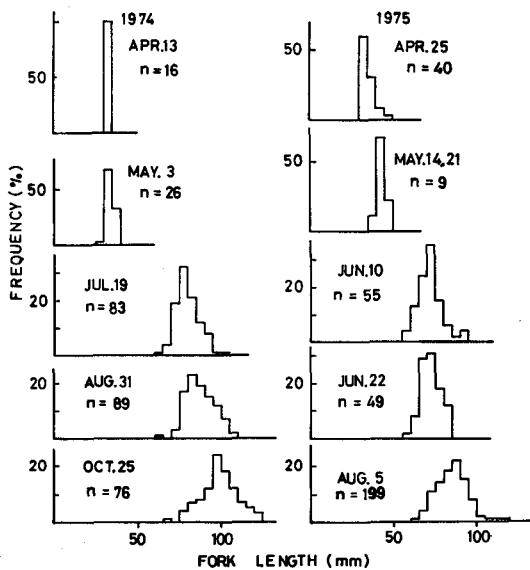 1974
APR.13
n=16
50
MAY. 3
n=26
50
JUL.19
n=83
20
AUG.31
n=89
20
OCT.25
n=76
20
50
100
1975
APR.25
n=40
50
MAY.14,21
n=9
50
JUN.10
n=55
20
JUN.22
n=49
20
AUG. 5
n=199
20
50
100
FREQUENCY (%)
FORK LENGTH (mm)